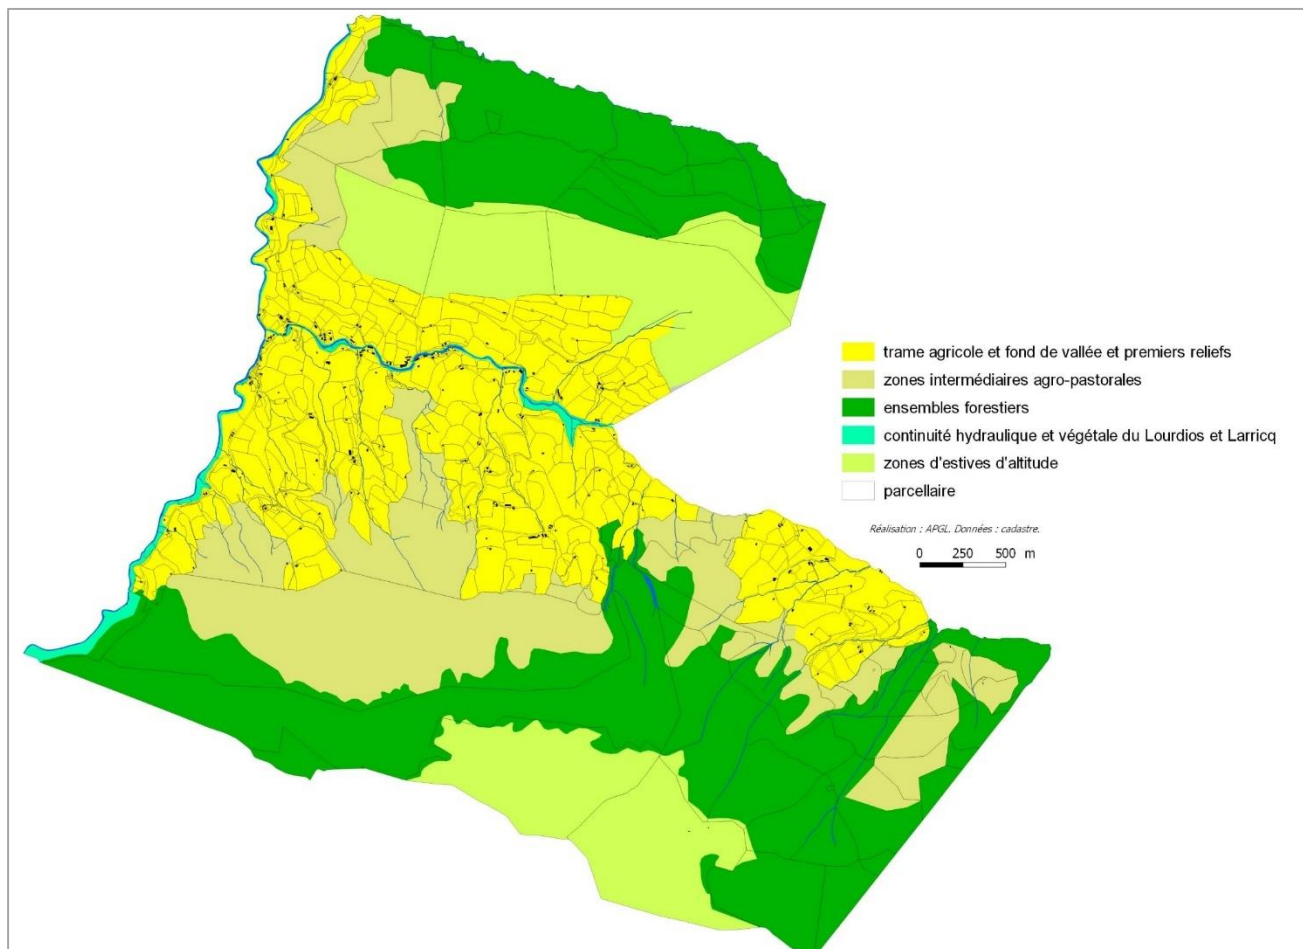 trame agricole et fond de vallée et premiers reliefs
zones intermédiaires agro-pastorales
ensembles forestiers
continuité hydraulique et végétale du Lourdios et Larricq
zones d'estives d'altitude
parcellaire
Réalisation : APGL. Données : cadastre.
0 250 500 m